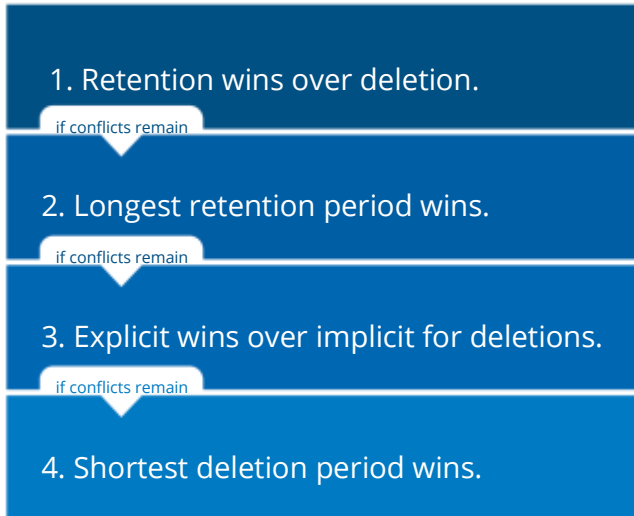 1. Retention wins over deletion.
if conflicts remain
2. Longest retention period wins.
if conflicts remain
3. Explicit wins over implicit for deletions.
if conflicts remain
4. Shortest deletion period wins.